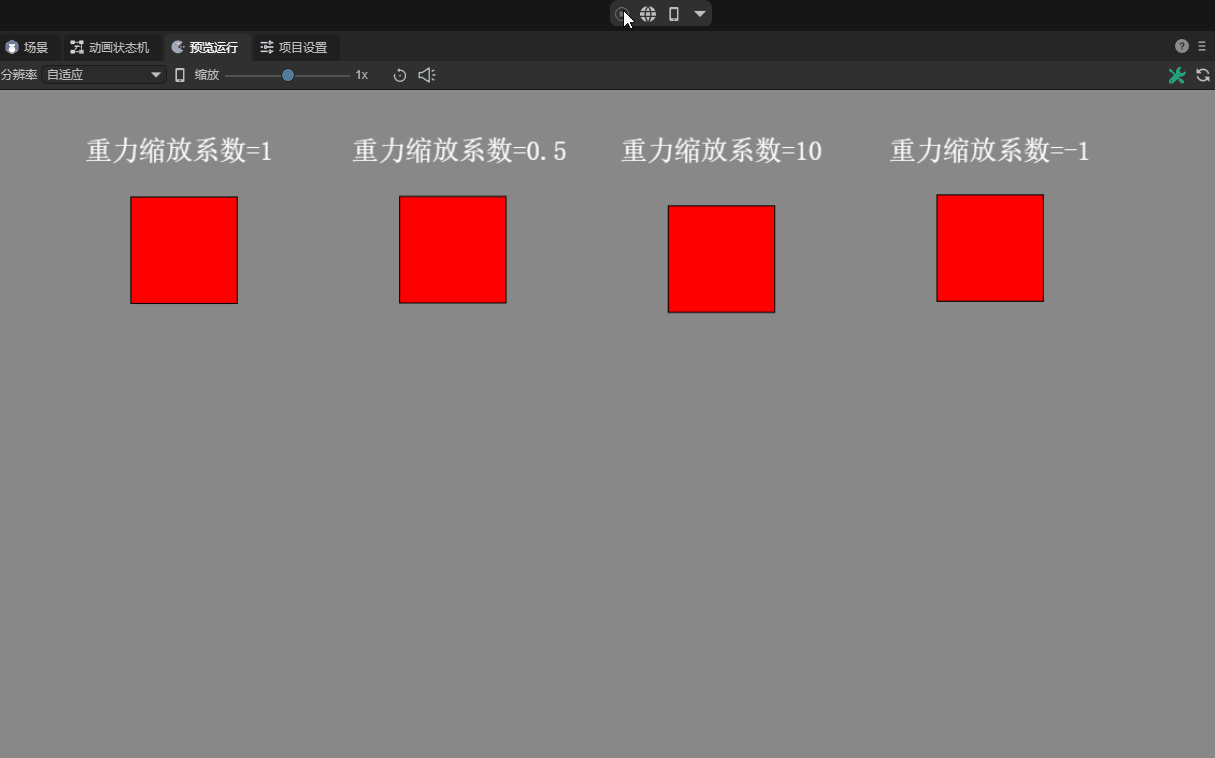 场景 动画状态机 预览运行 项目设置
分辨率 自适应 缩放 1x
重力缩放系数=1 重力缩放系数=0.5 重力缩放系数=10 重力缩放系数=-1